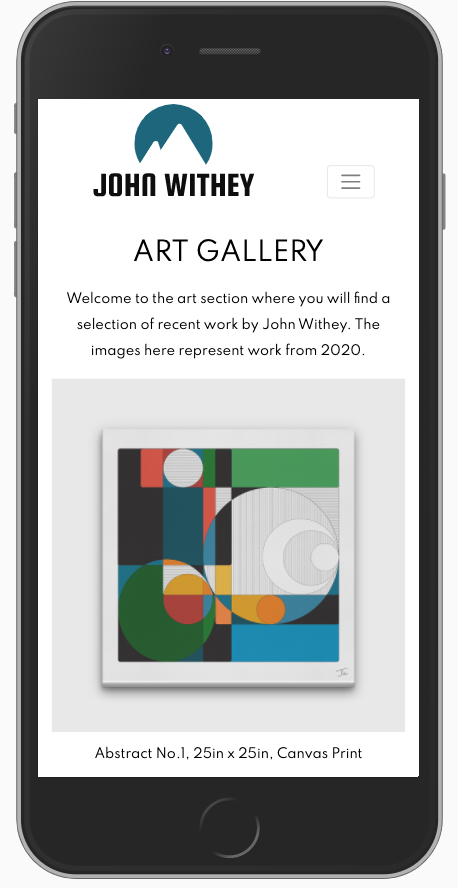 JOHN WITHEY
ART GALLERY
Welcome to the art section where you will find a
selection of recent work by John Withey. The
images here represent work from 2020.
Abstract No.1, 25in x 25in, Canvas Print